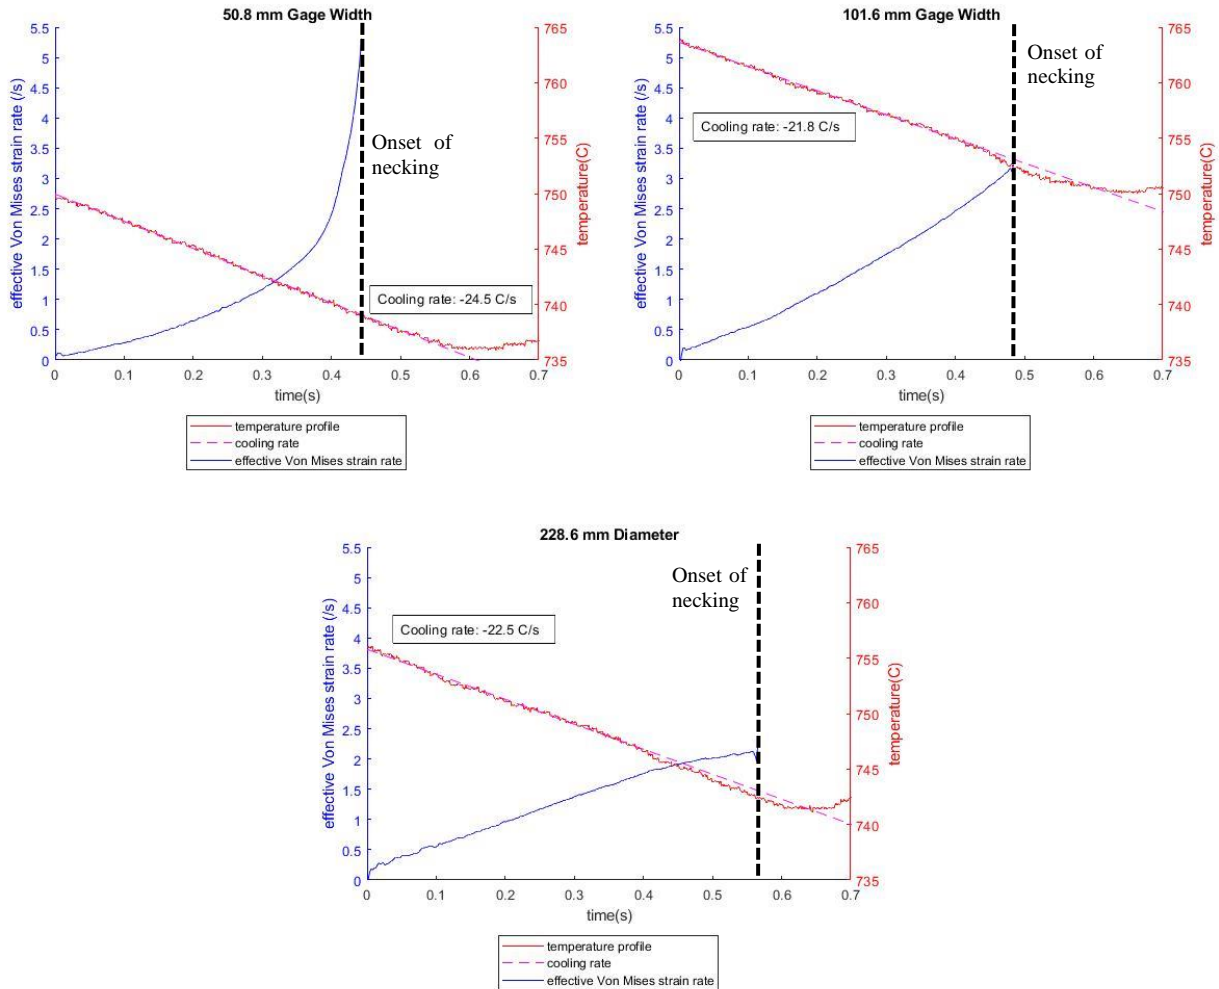 50.8 mm Gage Width
5.5
5
4.5
4
3.5
3
2.5
2
1.5
1
0.5
0
effective Von Mises strain rate (/s)
765
760
755
750
745
740
735
temperature(C)
Onset of
necking
Cooling rate: -24.5 C/s
0 0.1 0.2 0.3 0.4 0.5 0.6 0.7
time(s)
temperature profile
cooling rate
effective Von Mises strain rate
101.6 mm Gage Width
5.5
5
4.5
4
3.5
3
2.5
2
1.5
1
0.5
0
effective Von Mises strain rate (/s)
765
760
755
750
745
740
735
temperature(C)
Onset of
necking
Cooling rate: -21.8 C/s
0 0.1 0.2 0.3 0.4 0.5 0.6 0.7
time(s)
temperature profile
cooling rate
effective Von Mises strain rate
228.6 mm Diameter
5.5
5
4.5
4
3.5
3
2.5
2
1.5
1
0.5
0
effective Von Mises strain rate (/s)
765
760
755
750
745
740
735
temperature(C)
Onset of
necking
Cooling rate: -22.5 C/s
0 0.1 0.2 0.3 0.4 0.5 0.6 0.7
time(s)
temperature profile
cooling rate
effective Von Mises strain rate